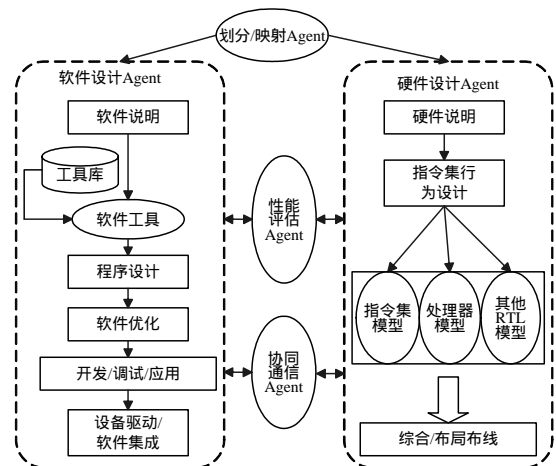 划分/映射Agent
软件设计Agent
软件说明
工具库
软件工具
程序设计
软件优化
开发/调试/应用
设备驱动/
软件集成
性能
评估
Agent
协同
通信
Agent
硬件设计Agent
硬件说明
指令集行
为设计
指令集
模型
处理器
模型
其他
RTL
模型
综合/布局布线